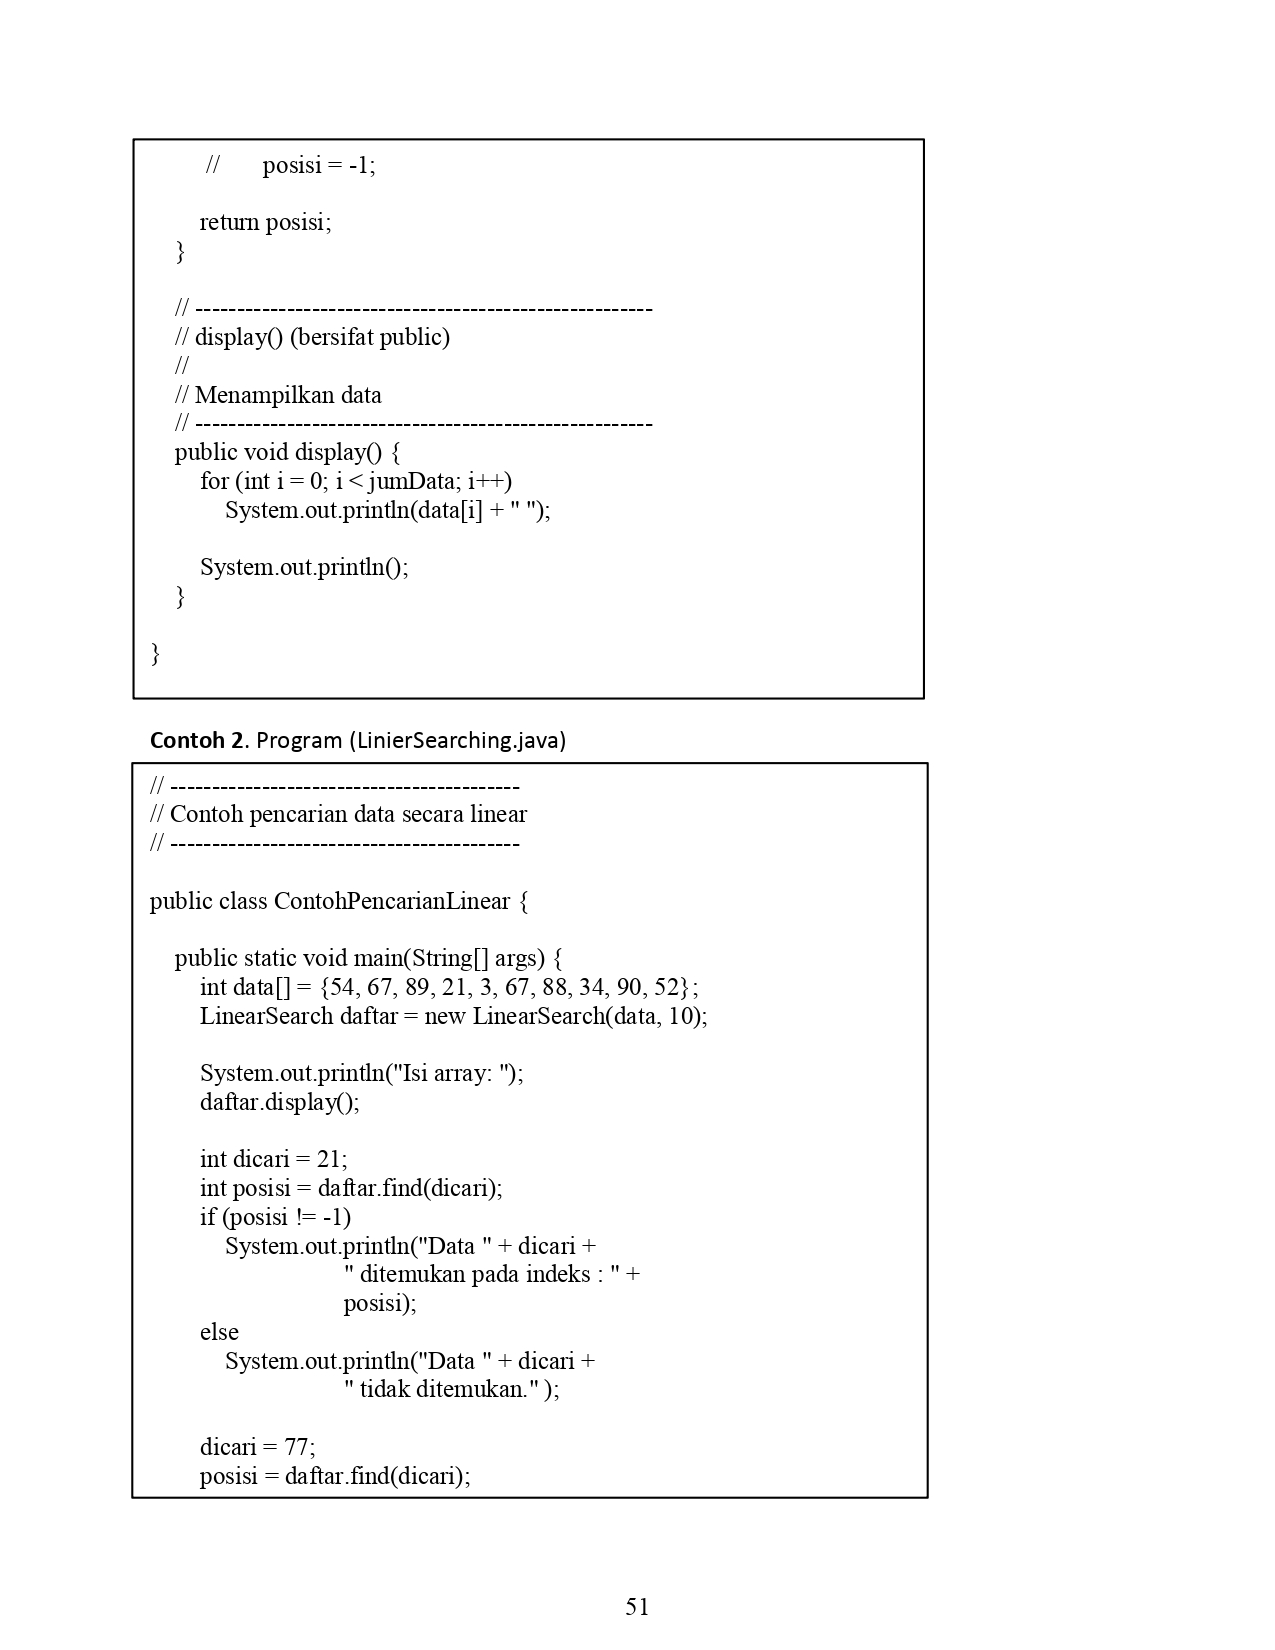 //       posisi = -1;
return posisi;
}
// -------------------------------------------------------
// display() (bersifat public)
//
// Menampilkan data
// -------------------------------------------------------
public void display() {
for (int i = 0; i < jumData; i++)
System.out.println(data[i] + " ");
System.out.println();
}
}
Contoh 2. Program (LinierSearching.java)
// ------------------------------------------
// Contoh pencarian data secara linear
// ------------------------------------------
public class ContohPencarianLinear {
public static void main(String[] args) {
int data[] = {54, 67, 89, 21, 3, 67, 88, 34, 90, 52};
LinearSearch daftar = new LinearSearch(data, 10);
System.out.println("Isi array: ");
daftar.display();
int dicari = 21;
int posisi = daftar.find(dicari);
if (posisi != -1)
System.out.println("Data " + dicari +
" ditemukan pada indeks : " +
posisi);
else
System.out.println("Data " + dicari +
" tidak ditemukan." );
dicari = 77;
posisi = daftar.find(dicari);
51